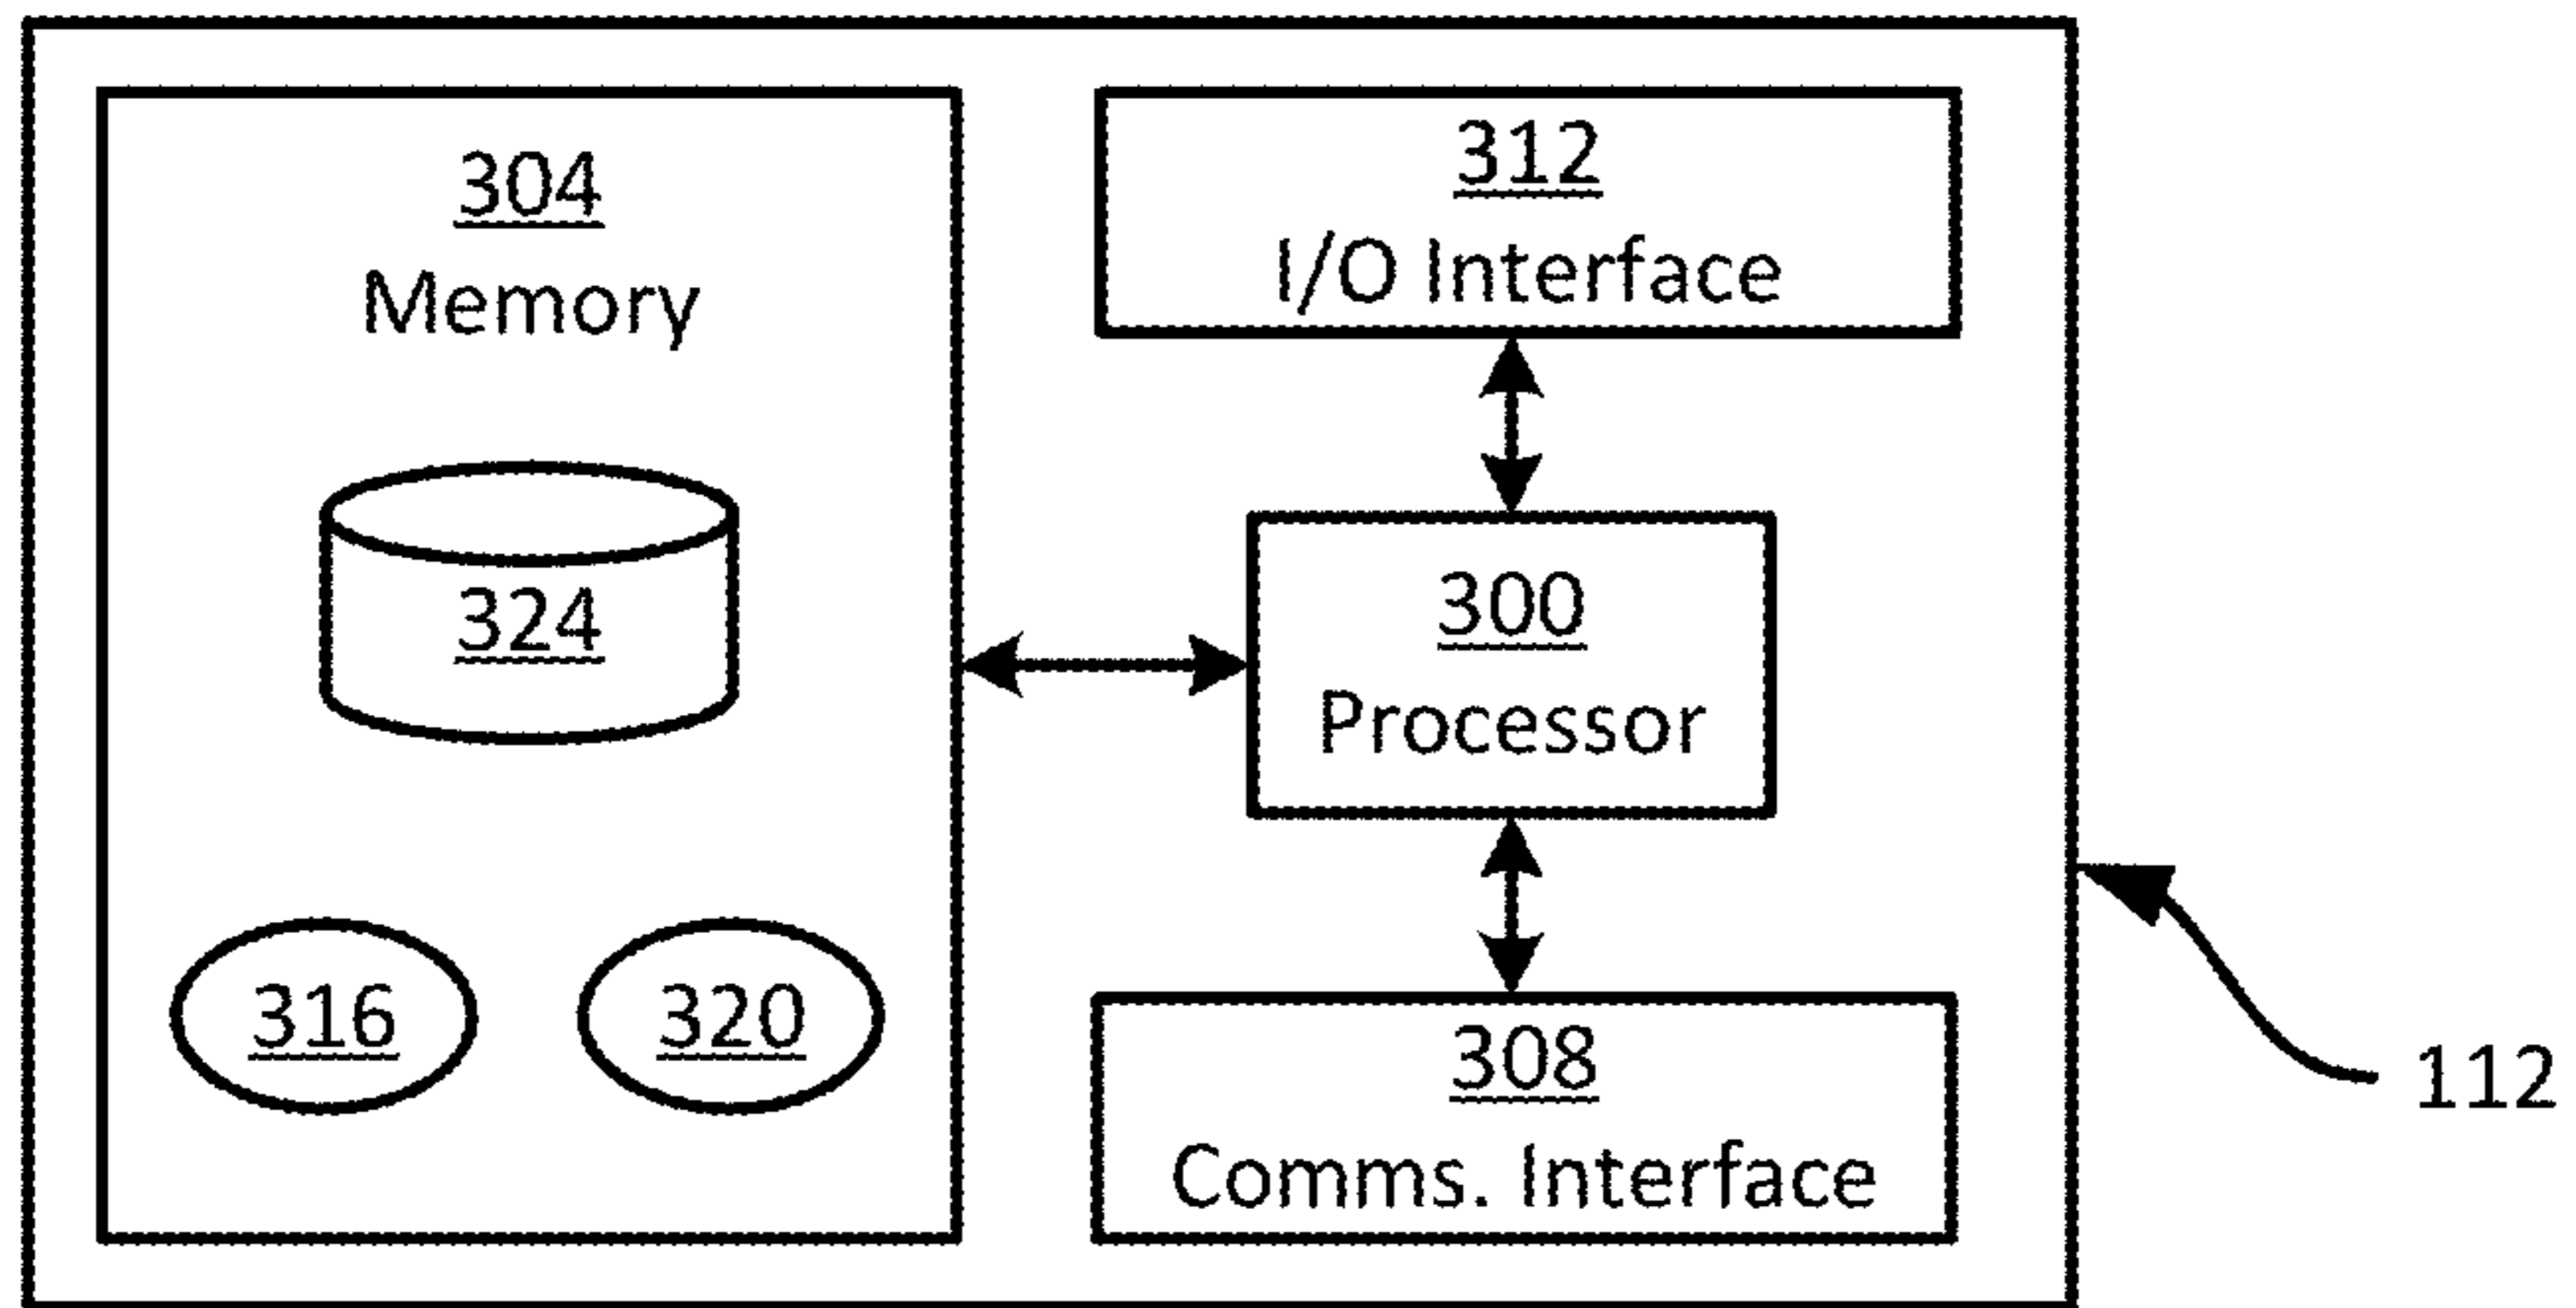 304
Memory
324
316
320
312
I/O Interface
300
Processor
308
Comms. Interface
112